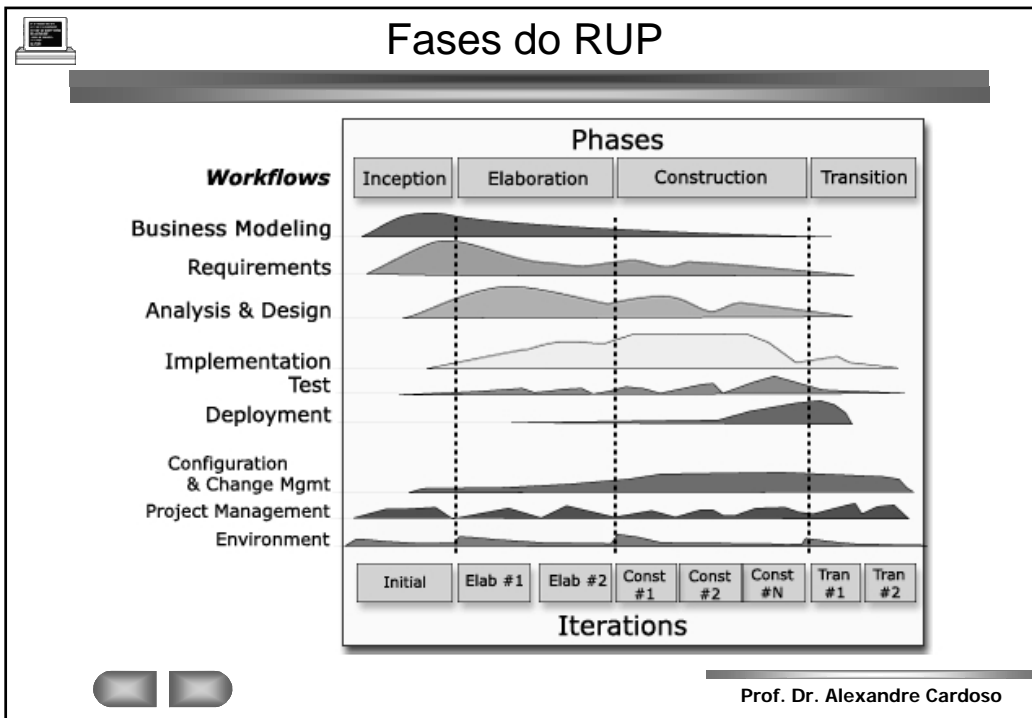 Fases do RUP
Phases
Workflows
Inception
Elaboration
Construction
Transition
Business Modeling
Requirements
Analysis & Design
Implementation
Test
Deployment
Configuration
& Change Mgmt
Project Management
Environment
Initial
Elab #1
Elab #2
Const
#1
Const
#2
Const
#N
Tran
#1
Tran
#2
Iterations
Prof. Dr. Alexandre Cardoso